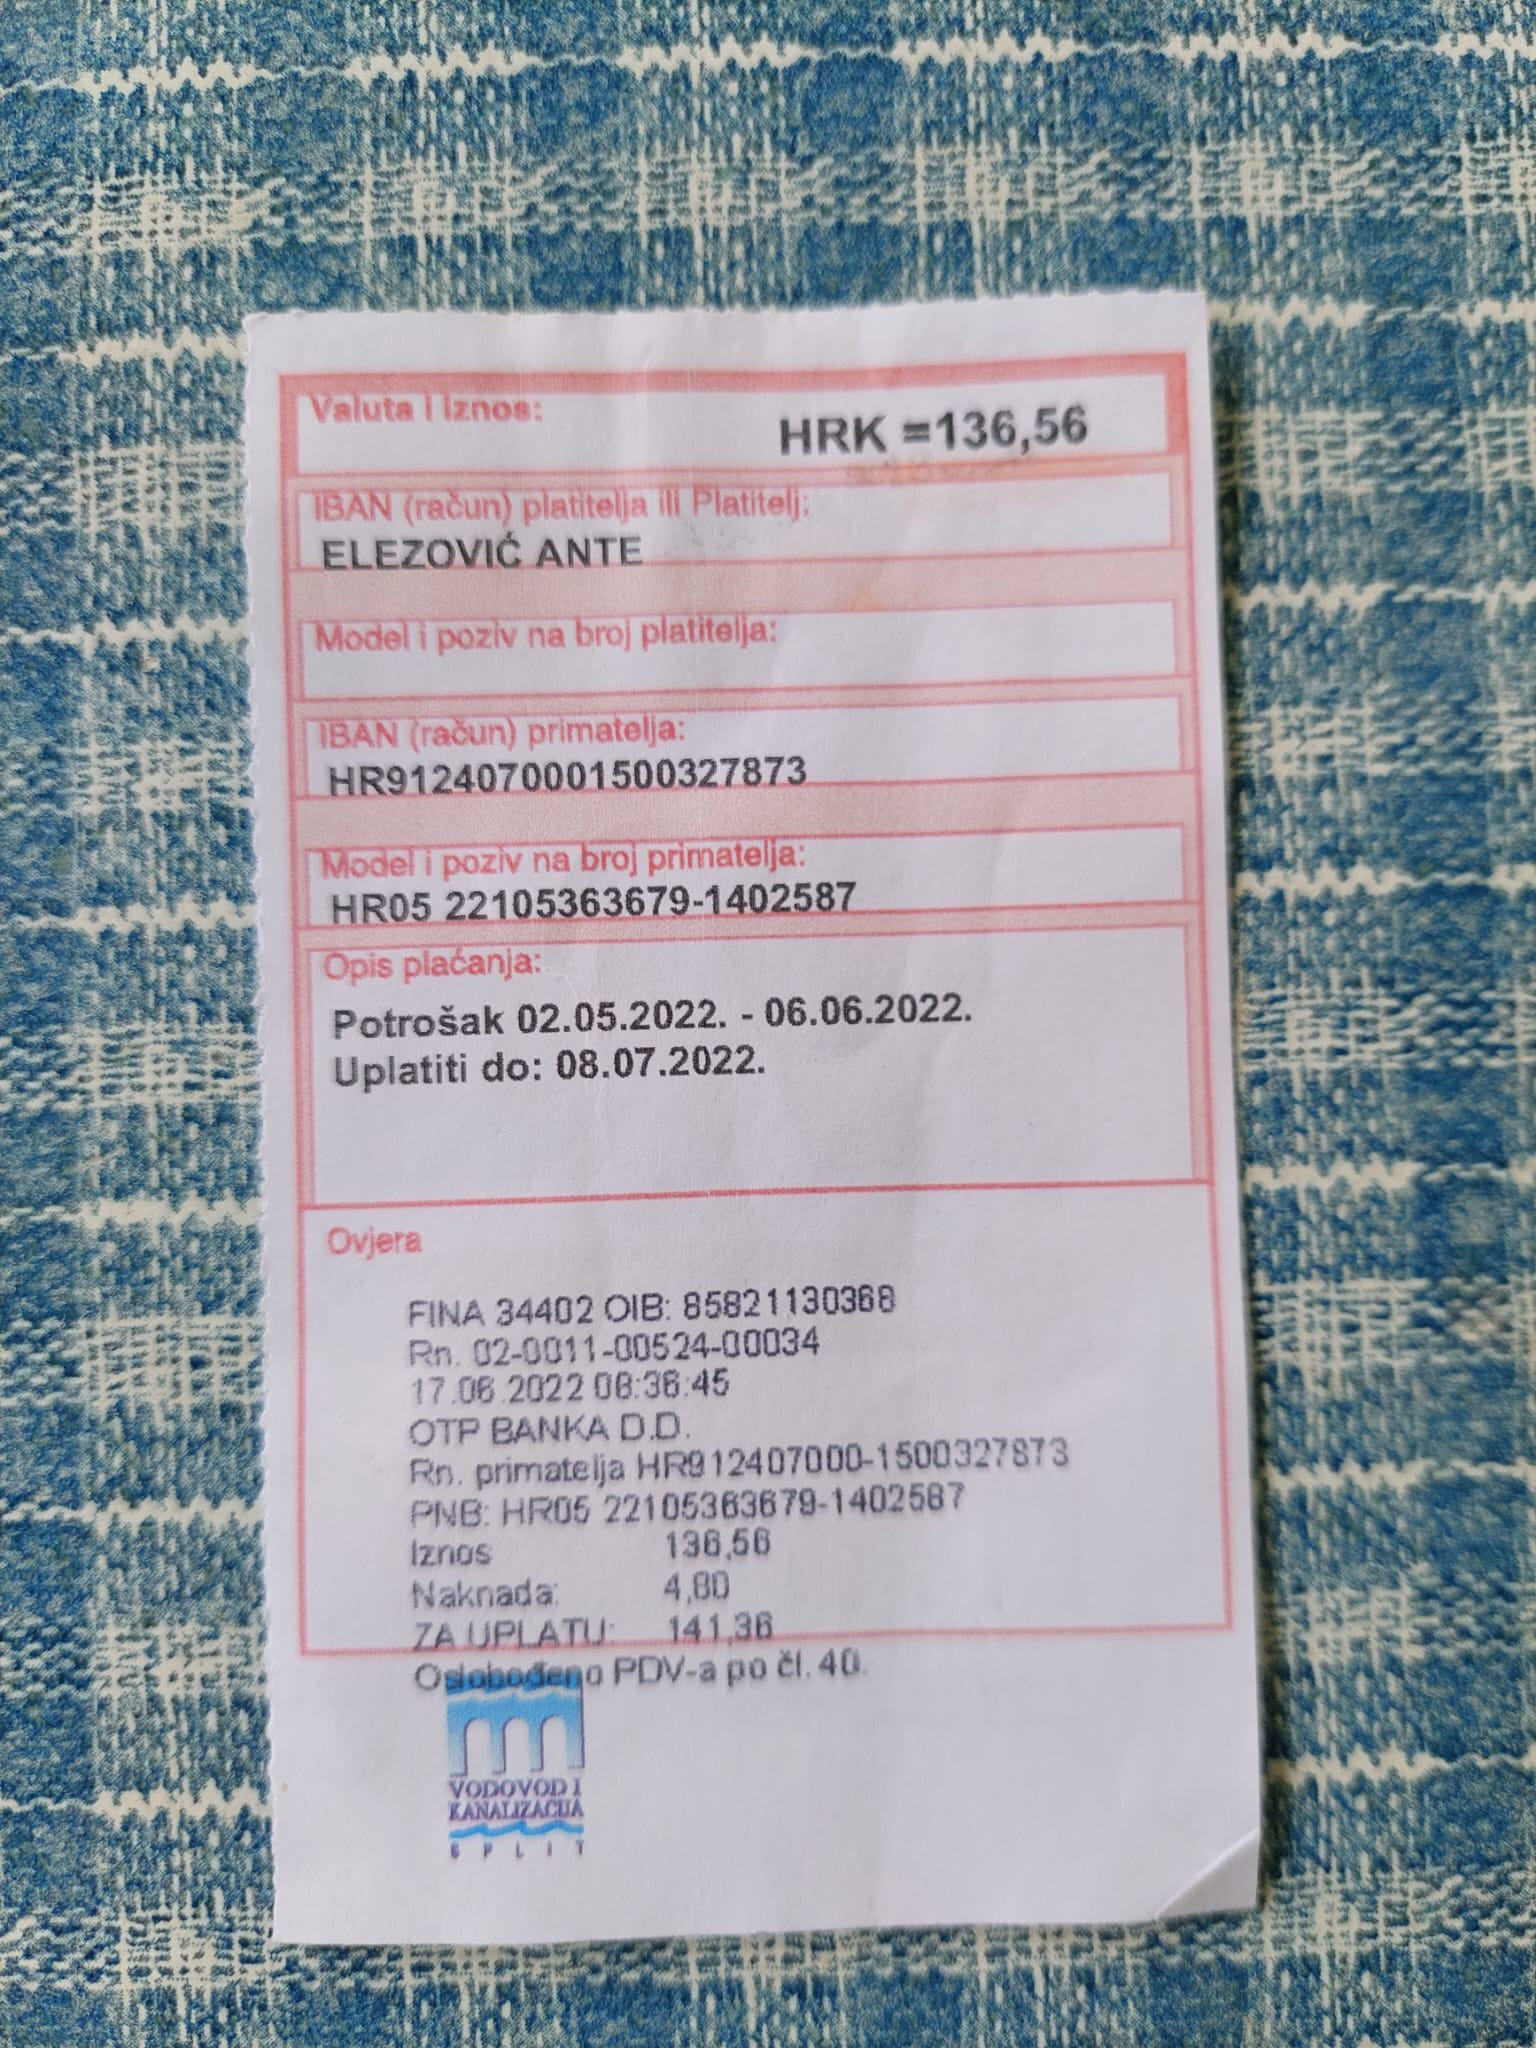 Valuta i Iznos:
HRK =136,56
IBAN (račun) platitelja ili Platitelj:
ELEZOVIĆ ANTE
Model i poziv na broj platitelja:
IBAN (račun) primatelja:
HR9124070001500327873
Model i poziv na broj primatelja:
HR05 22105363679-1402587
Opis plaćanja:
Potrošak 02.05.2022. - 06.06.2022.
Uplatiti do: 08.07.2022.
Ovjera
FINA 34402 OIB: 85821130368
Rn. 02-0011-00524-00034
17.06.2022 08:36:45
OTP BANKA D.D.
Rn. primatelja HR912407000-1500327873
PNB: HR05 22105363679-1402587
Iznos 136,56
Naknada: 4,80
ZA UPLATU: 141,36
Oslobođeno PDV-a po čl. 40.
VODOVOD I
KANALIZACIJA
SPLIT